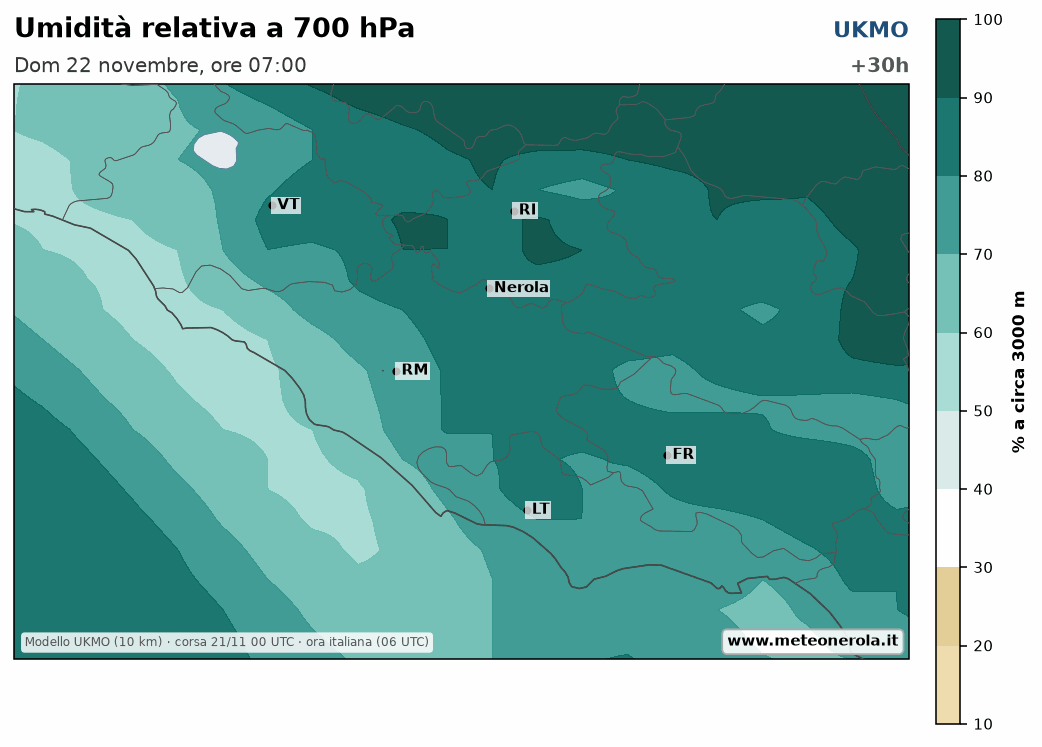 Umidità relativa a 700 hPa
UKMO
Dom 22 novembre, ore 07:00
+30h
100
90
80
70
60
50
40
30
20
10
% a circa 3000 m
VT
RI
Nerola
RM
FR
LT
Modello UKMO (10 km) · corsa 21/11 00 UTC · ora italiana (06 UTC)
www.meteonerola.it